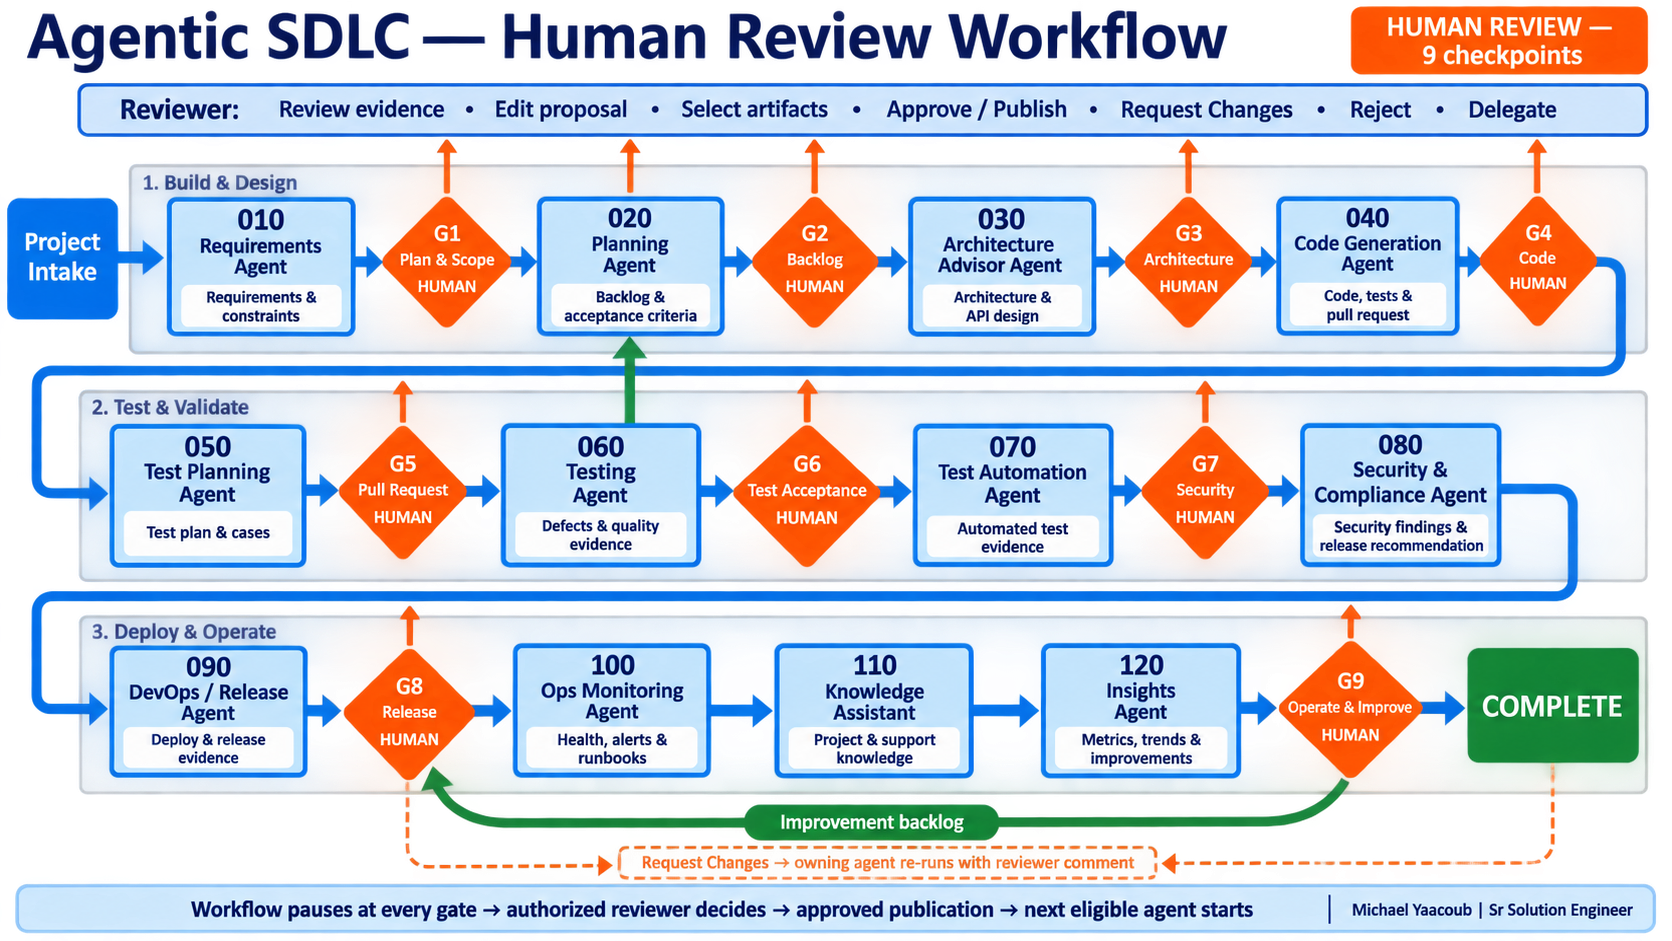 Agentic SDLC — Human Review Workflow
HUMAN REVIEW —
9 checkpoints
Reviewer: Review evidence • Edit proposal • Select artifacts • Approve / Publish • Request Changes • Reject • Delegate
1. Build & Design
Project
Intake
010
Requirements
Agent
Requirements &
constraints
G1
Plan & Scope
HUMAN
020
Planning
Agent
Backlog &
acceptance criteria
G2
Backlog
HUMAN
030
Architecture
Advisor Agent
Architecture &
API design
G3
Architecture
HUMAN
040
Code Generation
Agent
Code, tests &
pull request
G4
Code
HUMAN
2. Test & Validate
050
Test Planning
Agent
Test plan & cases
G5
Pull Request
HUMAN
060
Testing
Agent
Defects & quality
evidence
G6
Test Acceptance
HUMAN
070
Test Automation
Agent
Automated test
evidence
G7
Security
HUMAN
080
Security &
Compliance Agent
Security findings &
release recommendation
3. Deploy & Operate
090
DevOps / Release
Agent
Deploy & release
evidence
G8
Release
HUMAN
100
Ops Monitoring
Agent
Health, alerts &
runbooks
110
Knowledge
Assistant
Project & support
knowledge
120
Insights
Agent
Metrics, trends &
improvements
G9
Operate & Improve
HUMAN
COMPLETE
Improvement backlog
Request Changes → owning agent re-runs with reviewer comment
Workflow pauses at every gate → authorized reviewer decides → approved publication → next eligible agent starts
Michael Yaacoub | Sr Solution Engineer